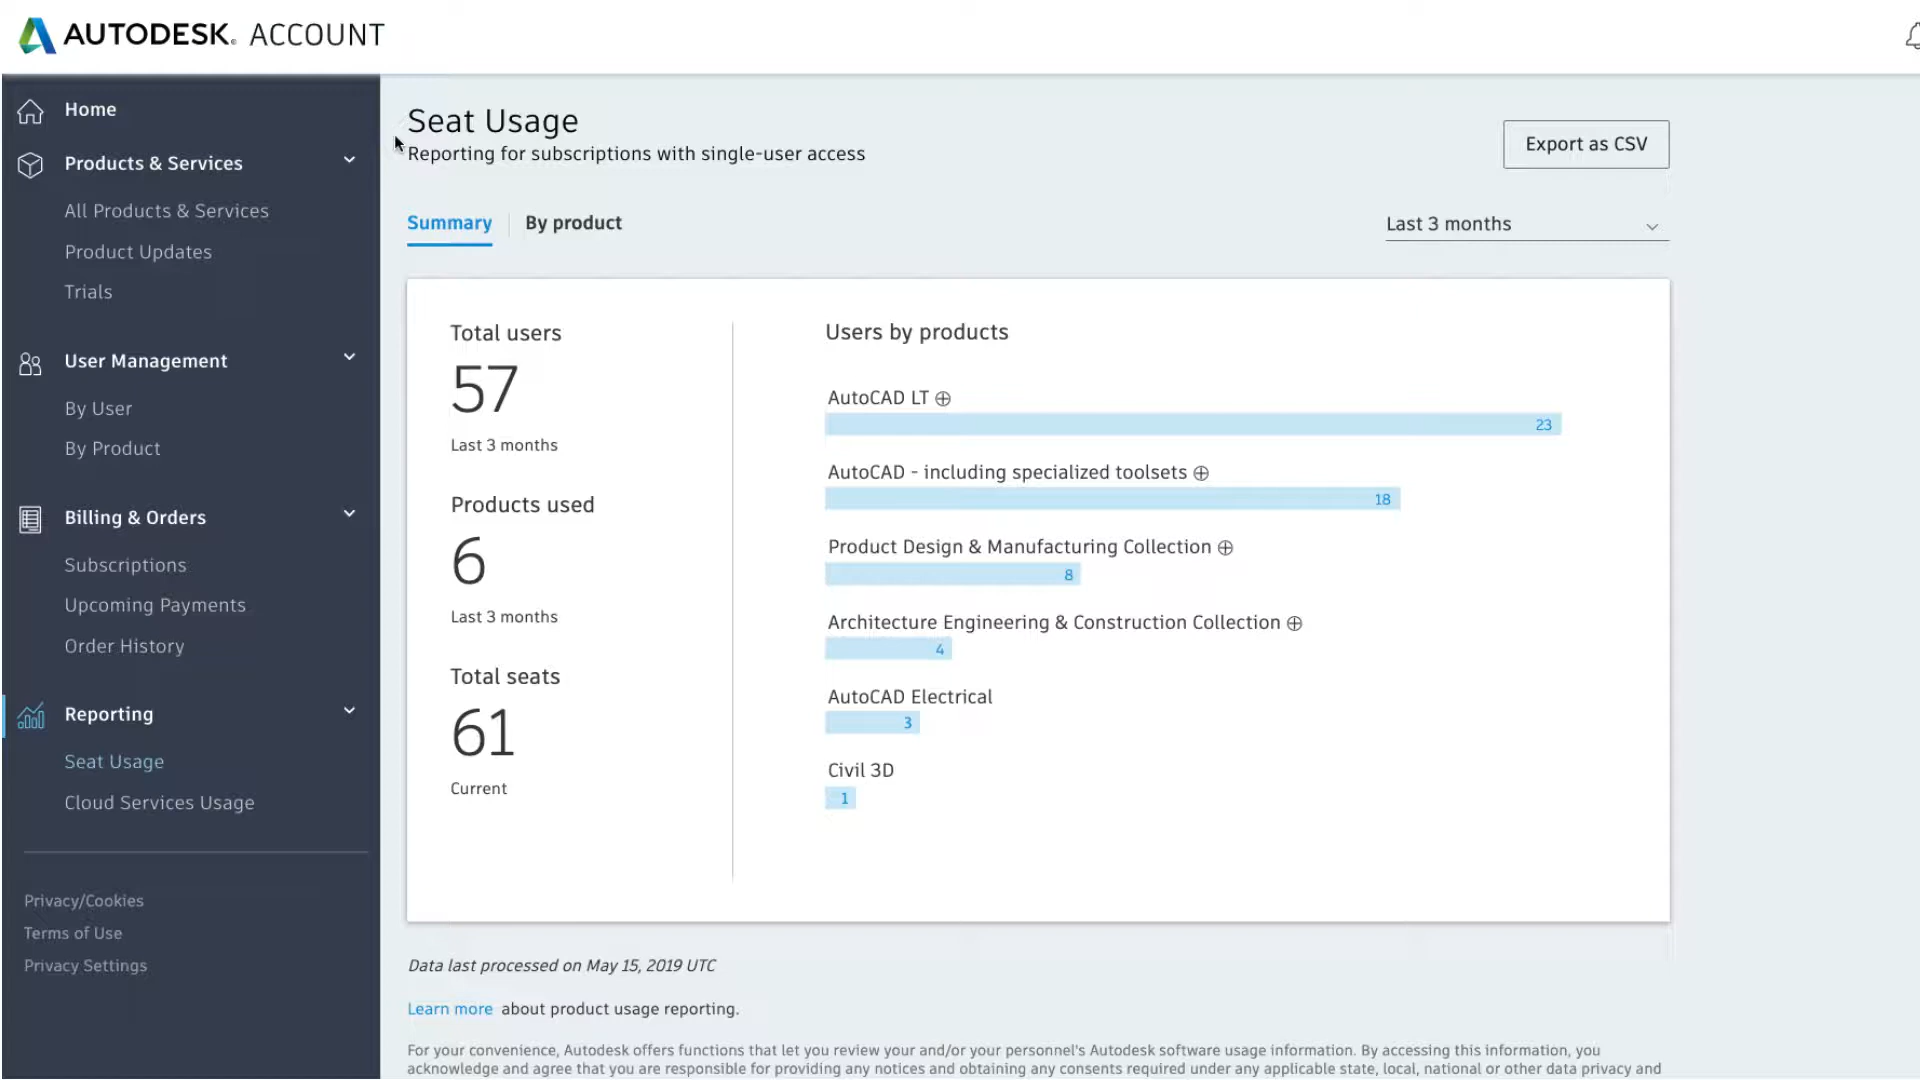 AUTODESK. ACCOUNT
Home
Products & Services
All Products & Services
Product Updates
Trials
User Management
By User
By Product
Billing & Orders
Subscriptions
Upcoming Payments
Order History
Reporting
Seat Usage
Cloud Services Usage
Privacy/Cookies
Terms of Use
Privacy Settings
Seat Usage
Reporting for subscriptions with single-user access
Export as CSV
Summary
By product
Last 3 months
Total users
57
Last 3 months
Products used
6
Last 3 months
Total seats
61
Current
Users by products
AutoCAD LT
23
AutoCAD - including specialized toolsets
18
Product Design & Manufacturing Collection
8
Architecture Engineering & Construction Collection
4
AutoCAD Electrical
3
Civil 3D
1
Data last processed on May 15, 2019 UTC
Learn more about product usage reporting.
For your convenience, Autodesk offers functions that let you review your and/or your personnel's Autodesk software usage information. By accessing this information, you
acknowledge and agree that you are responsible for providing any notices and obtaining any consents required under any applicable state, local, national or other data privacy and